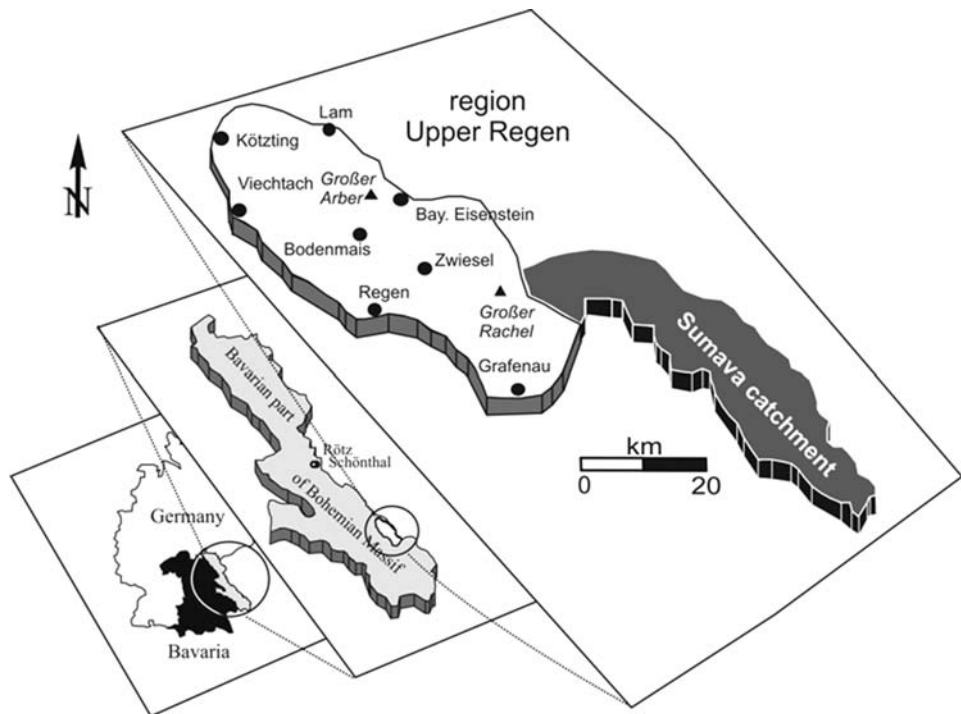 region
Upper Regen
Lam
Kötzting
Viechtach
Großer
Arber
Bay. Eisenstein
Bodenmais
Zwiesel
Regen
Großer
Rachel
Grafenau
Sumava catchment
km
0 20
N
Bavarian part
of Bohemian Massif
Rötz
Schönthal
Germany
Bavaria